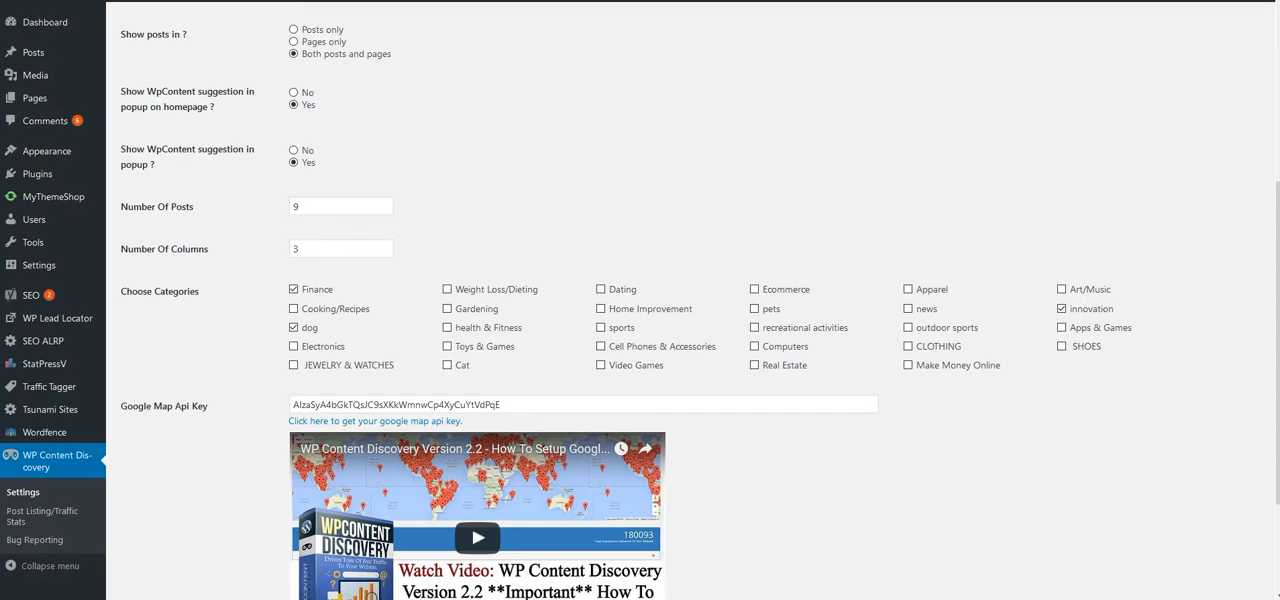 Dashboard
Posts
Media
Pages
Comments 6
Appearance
Plugins
MyThemeShop
Users
Tools
Settings
SEO 2
WP Lead Locator
SEO ALRP
StatPressV
Traffic Tagger
Tsunami Sites
Wordfence
WP Content Dis-
covery
Settings
Post Listing/Traffic
Stats
Bug Reporting
Collapse menu
Show posts in ?
Posts only
Pages only
Both posts and pages
Show WpContent suggestion in
popup on homepage ?
No
Yes
Show WpContent suggestion in
popup ?
No
Yes
Number Of Posts
9
Number Of Columns
3
Choose Categories
Finance Weight Loss/Dieting Dating Ecommerce Apparel Art/Music
Cooking/Recipes Gardening Home Improvement pets news innovation
dog health & Fitness sports recreational activities outdoor sports Apps & Games
Electronics Toys & Games Cell Phones & Accessories Computers CLOTHING SHOES
JEWELRY & WATCHES Cat Video Games Real Estate Make Money Online
Google Map Api Key
AIzaSyA4bGkTQsJC9sXKkWmnwCp4XyCuYtVdPqE
Click here to get your google map api key.
WP Content Discovery Version 2.2 - How To Setup Googl...
180093
WPCONTENT
DISCOVERY
Drives Tons Of Free Traffic
To Your Website
Watch Video: WP Content Discovery
Version 2.2 **Important** How To